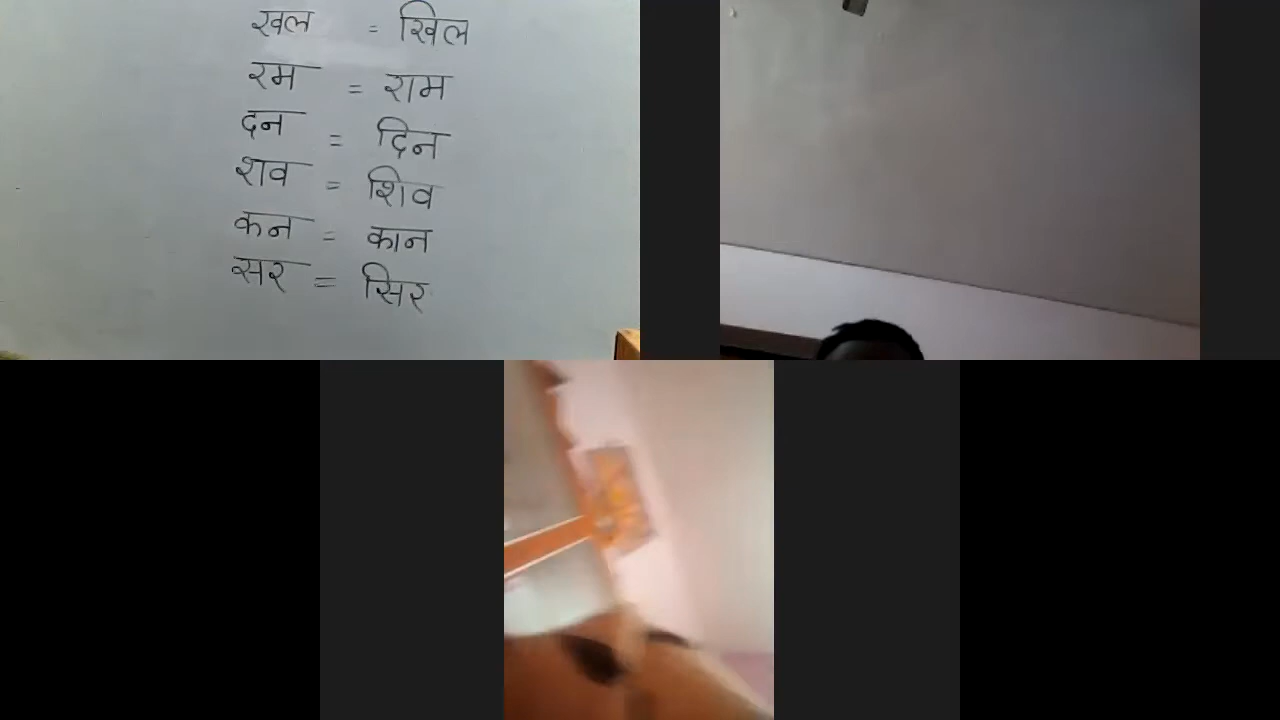 खल = खिल
रम = राम
दन = दिन
शव = शिव
कन = कान
सर = सिर